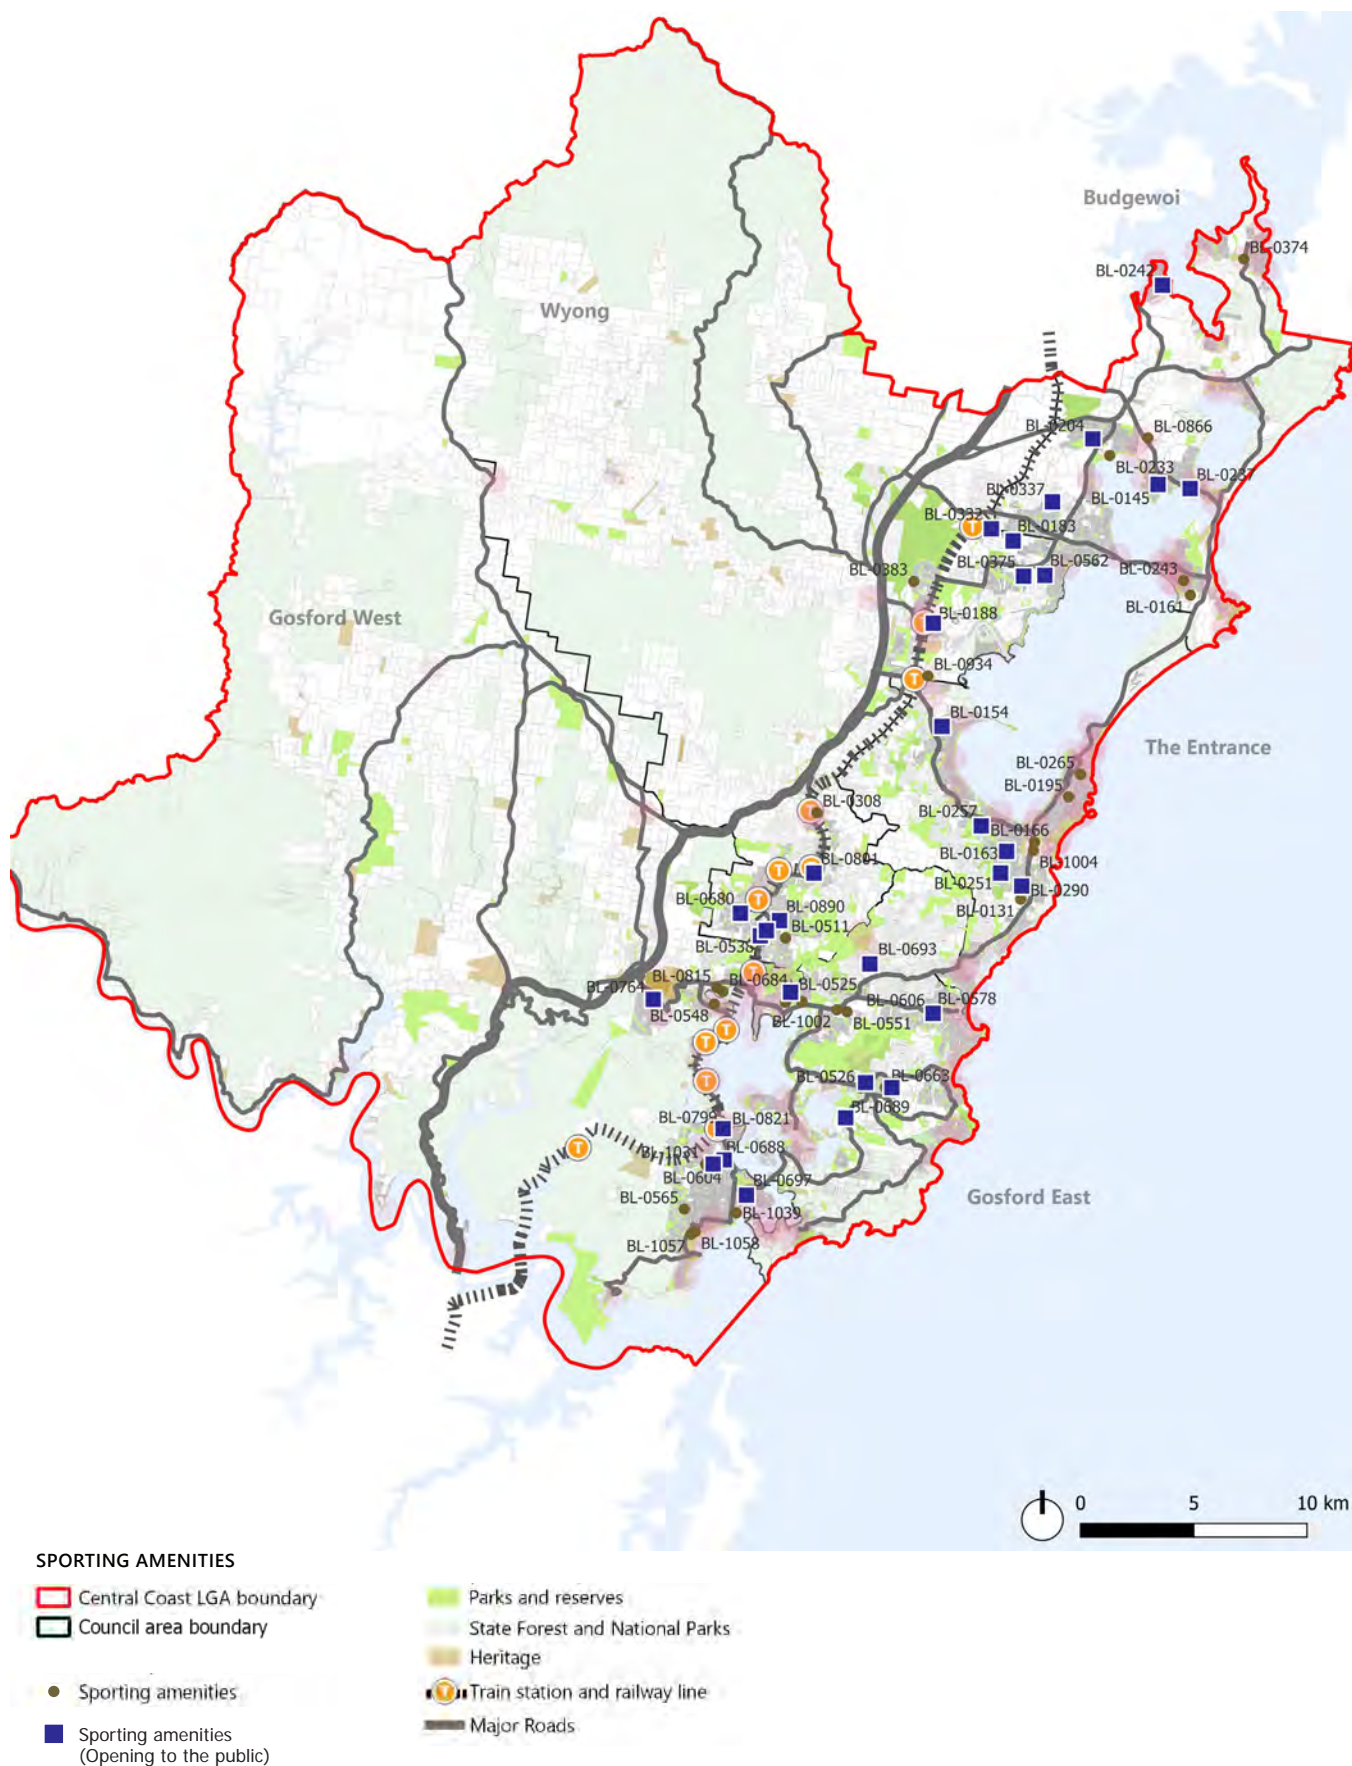 Budgewoi
BL-0374
BL-0242
Wyong
BL-0204
BL-0866
BL-0233
BL-0237
BL-0145
BL-0337
BL-0332
BL-0183
BL-0375
BL-0562
BL-0383
BL-0243
BL-0161
Gosford West
BL-0188
BL-0934
BL-0154
The Entrance
BL-0265
BL-0195
BL-0308
BL-0257
BL-0166
BL-0163
BL-1004
BL-0801
BL-0251
BL-0290
BL-0131
BL-0680
BL-0890
BL-0511
BL-0538
BL-0693
BL-0815
BL-0684
BL-0764
BL-0525
BL-0606
BL-0578
BL-0548
BL-1002
BL-0551
BL-0526
BL-0663
BL-0689
BL-0799
BL-0821
BL-1031
BL-0688
BL-0604
BL-0697
BL-0565
BL-1039
Gosford East
BL-1057
BL-1058
0 5 10 km
SPORTING AMENITIES
Central Coast LGA boundary
Council area boundary
Sporting amenities
Sporting amenities
(Opening to the public)
Parks and reserves
State Forest and National Parks
Heritage
T Train station and railway line
Major Roads